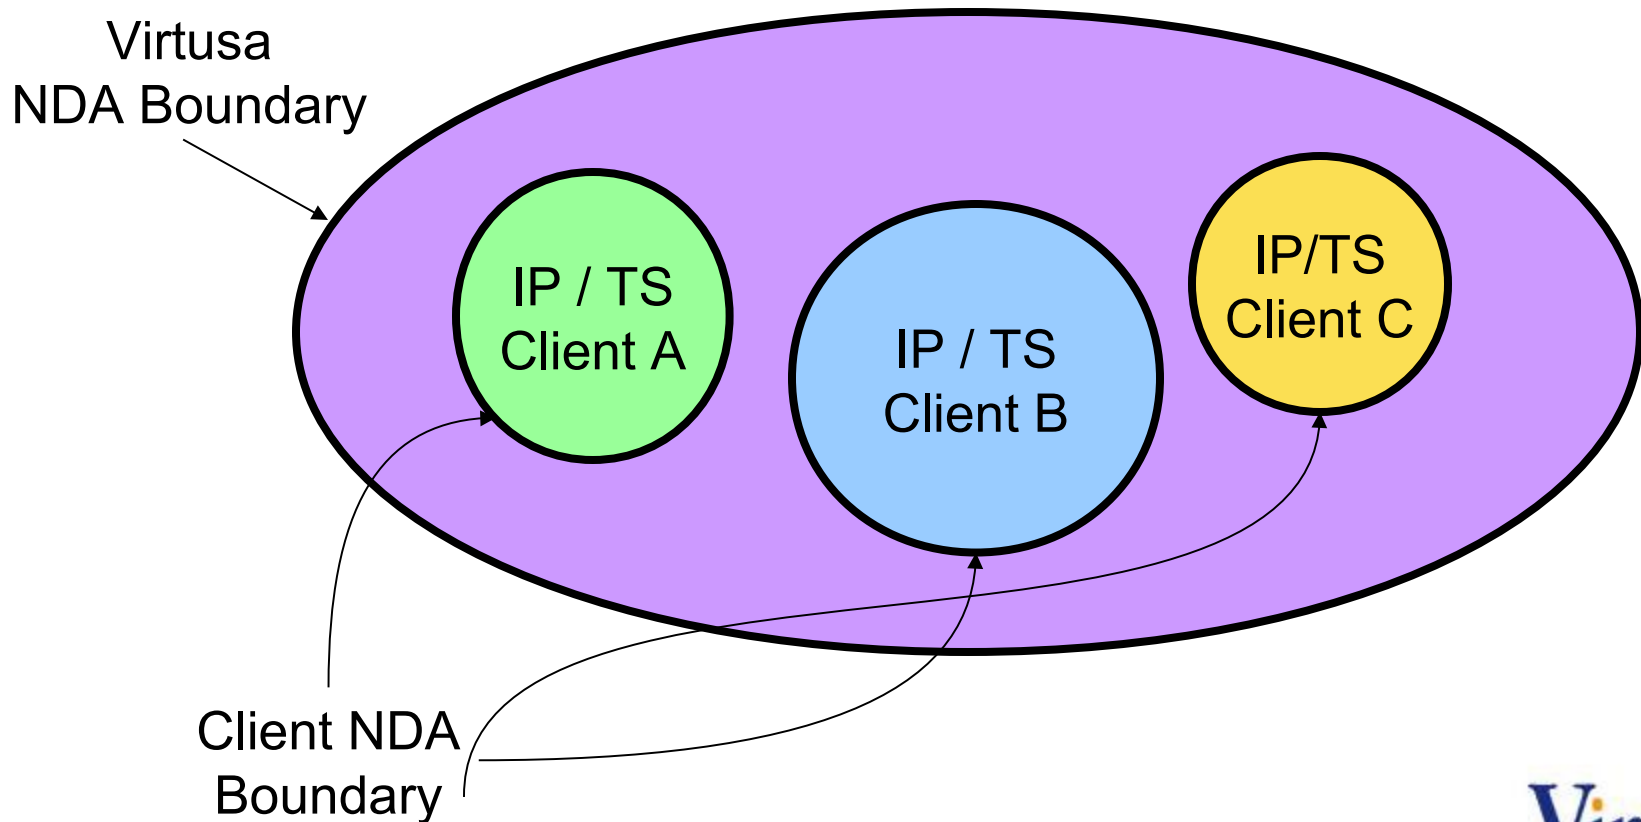 Virtusa
NDA Boundary
IP / TS
Client A
IP / TS
Client B
IP/TS
Client C
Client NDA
Boundary